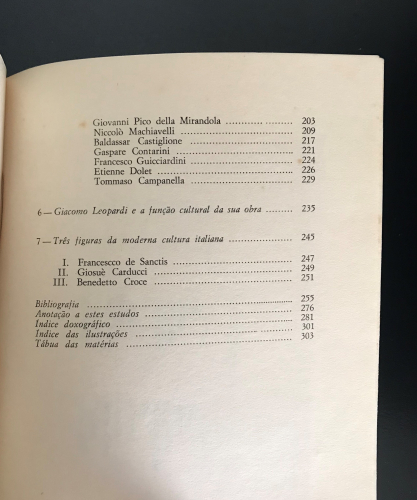 Giovanni Pico della Mirandola ........................ 203
Niccolò Machiavelli ........................ 209
Baldassar Castiglione ........................ 217
Gaspare Contarini ........................ 221
Francesco Guicciardini ........................ 224
Etienne Dolet ........................ 226
Tommaso Campanella ........................ 229
6 — Giacomo Leopardi e a função cultural da sua obra ......... 235
7 — Três figuras da moderna cultura italiana ........................ 245
I. Francescco de Sanctis ........................ 247
II. Giosuè Carducci ........................ 249
III. Benedetto Croce ........................ 251
Bibliografia ........................ 255
Anotação a estes estudos ........................ 276
Índice doxográfico ........................ 281
Índice das ilustrações ........................ 301
Tábua das matérias ........................ 303